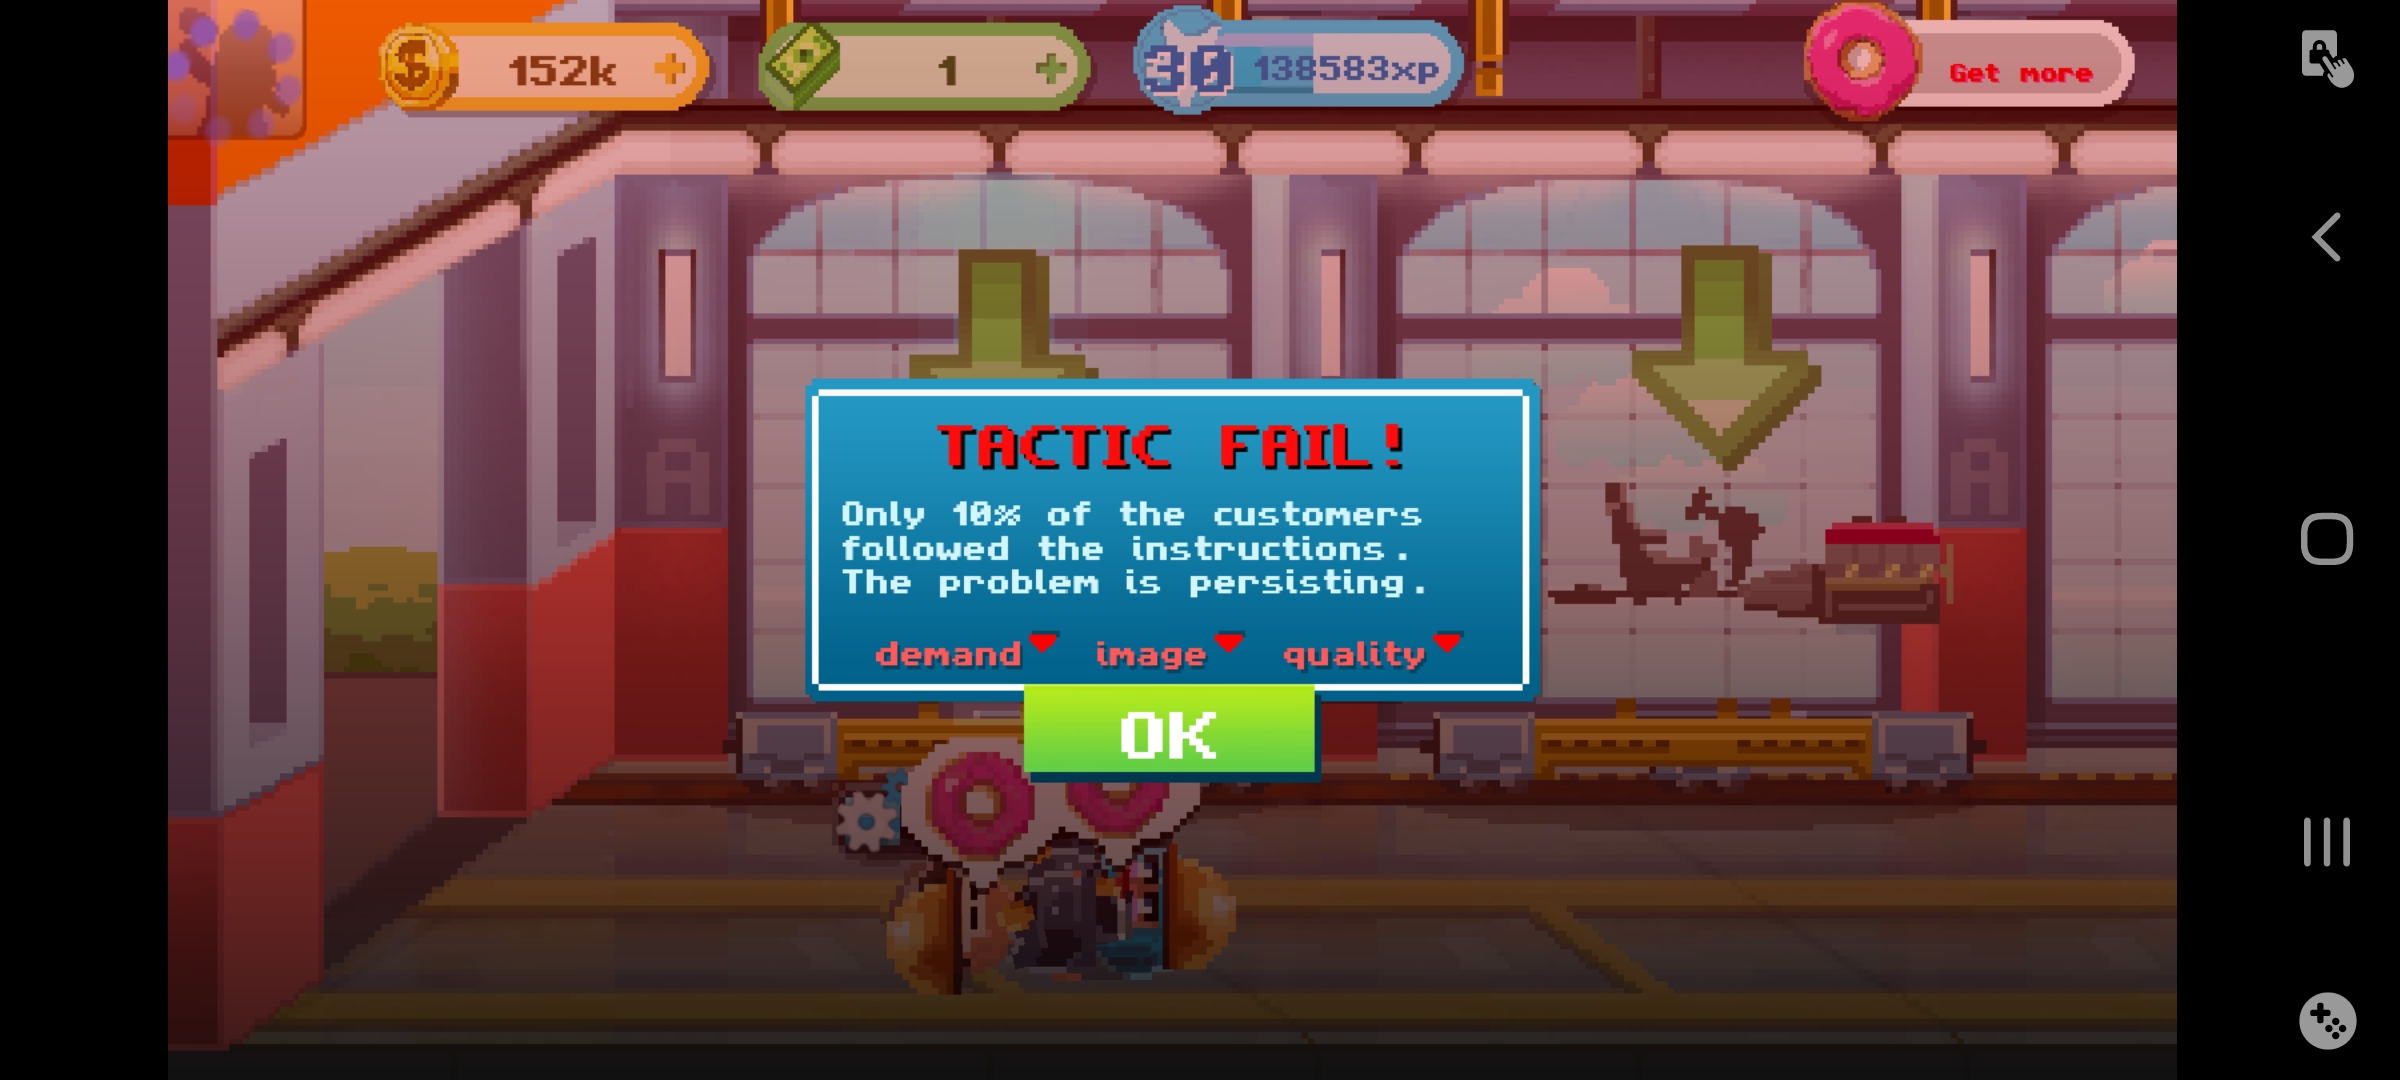 152k
1
30
138583xp
Get more
A
A
TACTIC FAIL!
Only 10% of the customers
followed the instructions.
The problem is persisting.
demand image quality
OK